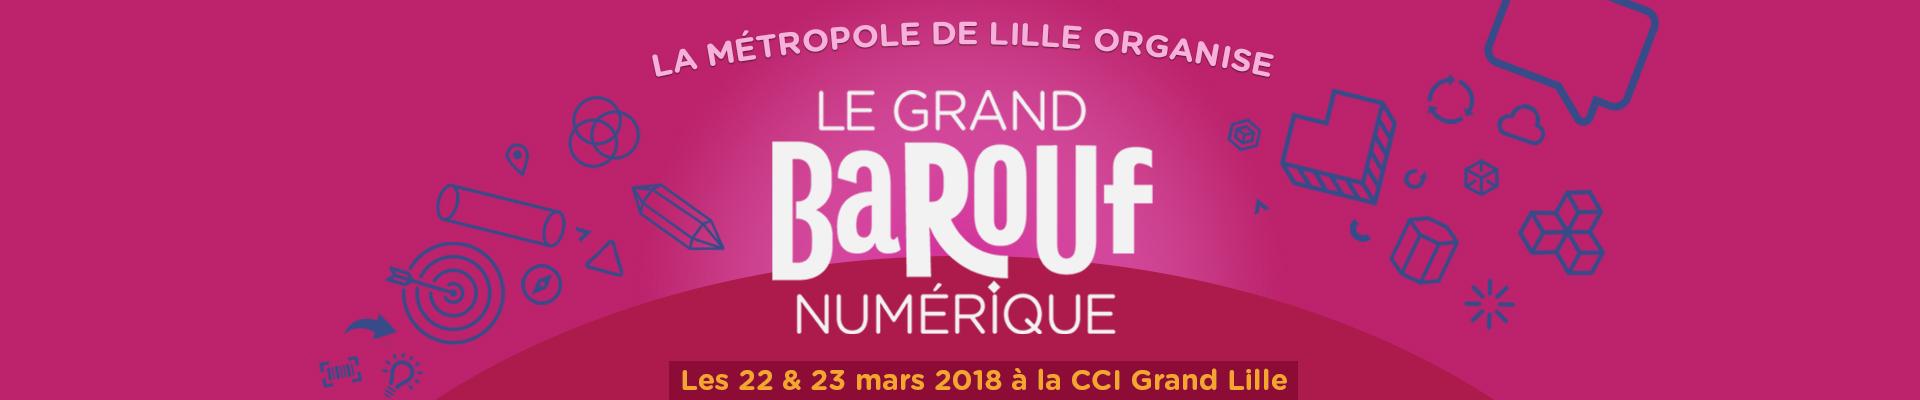 LA MÉTROPOLE DE LILLE ORGANISE
LE GRAND
BaRoUf
NUMÉRIQUE
Les 22 & 23 mars 2018 à la CCI Grand Lille